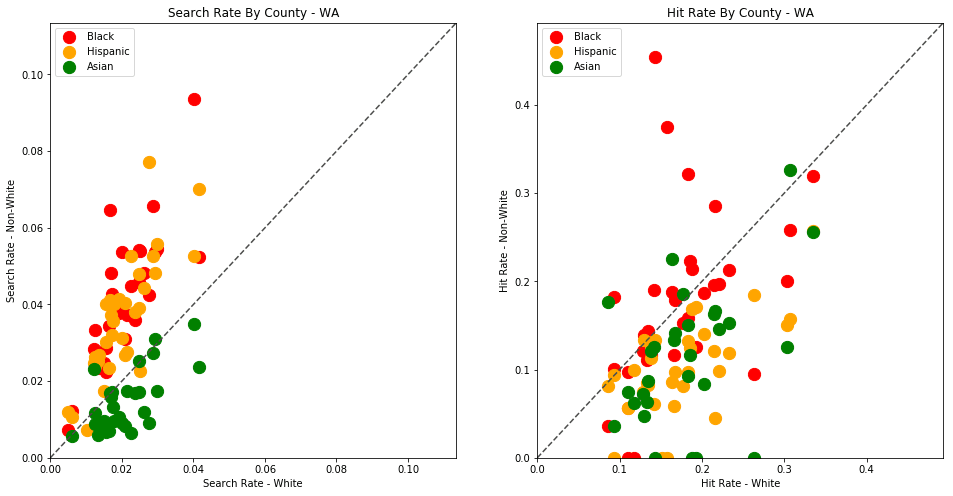 Search Rate By County - WA
Black
Hispanic
Asian
0.10
0.08
0.06
0.04
0.02
0.00
Search Rate - Non-White
0.00 0.02 0.04 0.06 0.08 0.10
Search Rate - White
Hit Rate By County - WA
Black
Hispanic
Asian
0.4
0.3
0.2
0.1
0.0
Hit Rate - Non-White
0.0 0.1 0.2 0.3 0.4
Hit Rate - White